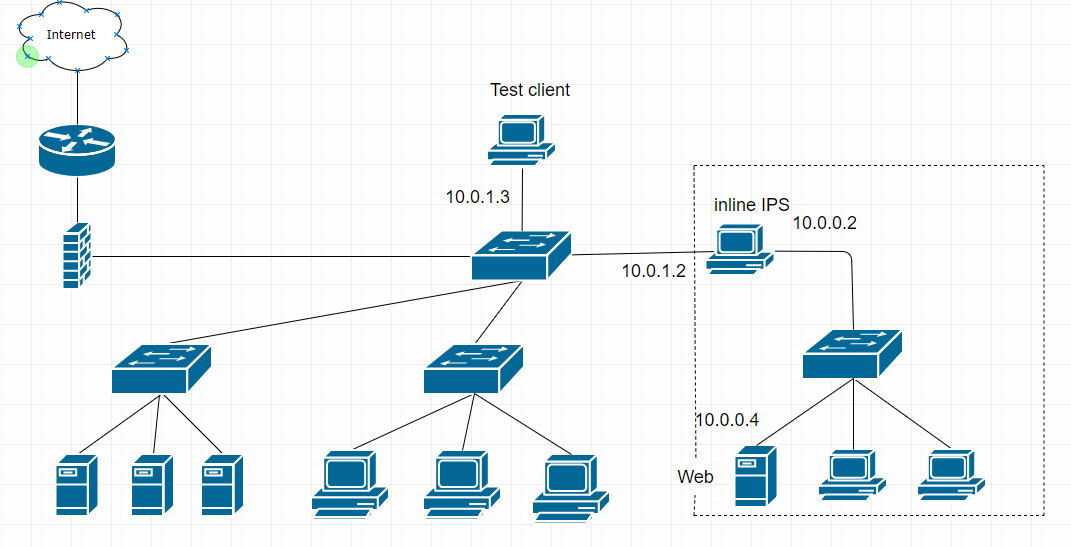 Internet
Test client
10.0.1.3
inline IPS
10.0.0.2
10.0.1.2
10.0.0.4
Web